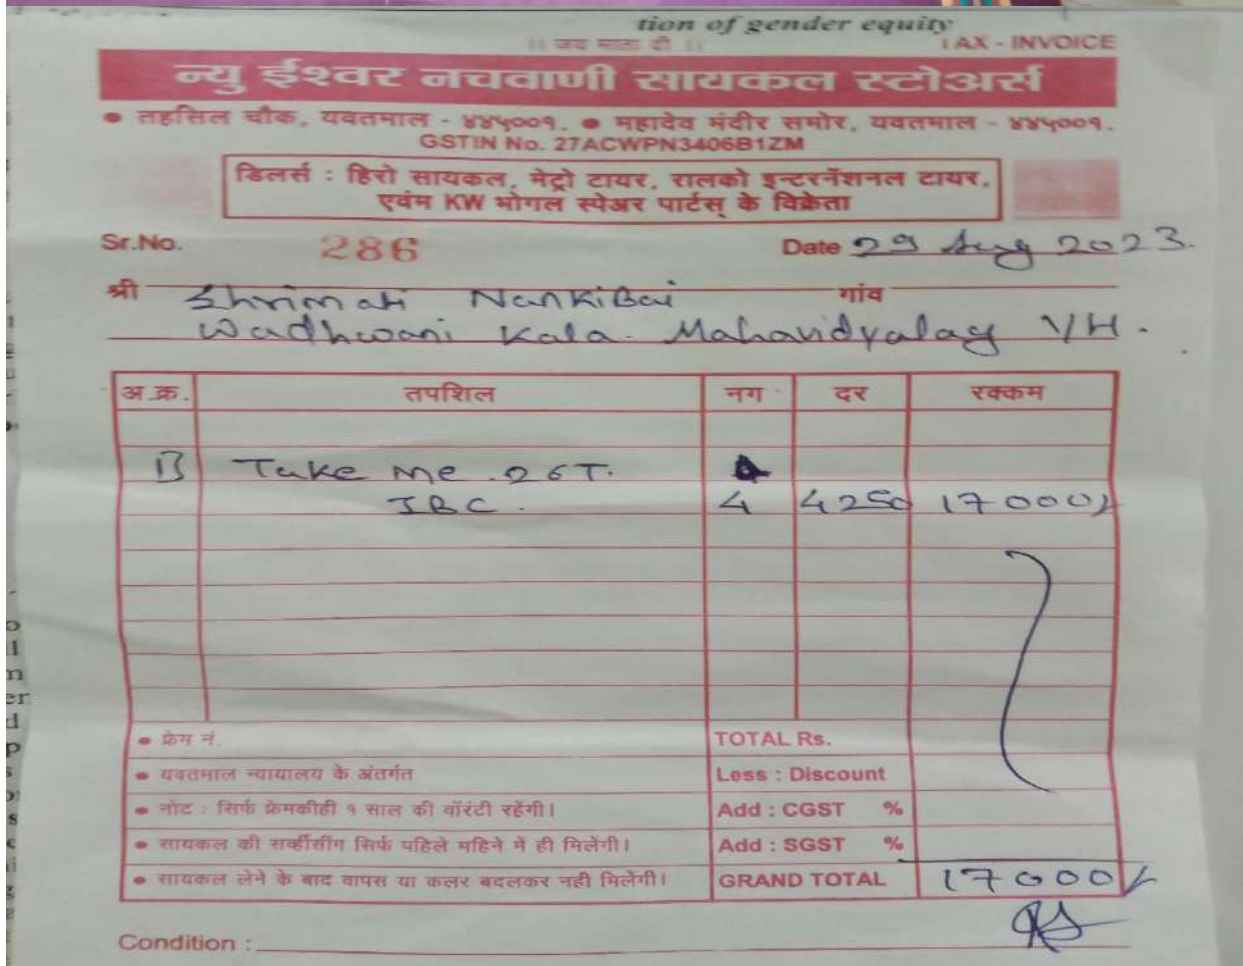 tion of gender equity
।। जय माता दी ।।
TAX - INVOICE
न्यु ईश्वर नचवाणी सायकल स्टोअर्स
● तहसिल चौक, यवतमाल - ४४५००१. ● महादेव मंदीर समोर, यवतमाल - ४४५००१.
GSTIN No. 27ACWPN3406B1ZM
डिलर्स : हिरो सायकल, मेट्रो टायर, रालको इन्टरनॅशनल टायर,
एवंम KW भोगल स्पेअर पार्टस् के विक्रेता
Sr.No. 286 Date 29 Aug 2023.
श्री Shrimati NankiBai गांव
Wadhwani Kala Mahavidyalay Y/H.
अ.क्र. तपशिल नग दर रक्कम
1) Take Me 26T.
IBC. 4 4250 17000/-
● फ्रेम नं. TOTAL Rs.
● यवतमाल न्यायालय के अंतर्गत Less : Discount
● नोट : सिर्फ फ्रेमकीही १ साल की वॉरंटी रहेंगी। Add : CGST %
● सायकल की सर्व्हीसींग सिर्फ पहिले महिने में ही मिलेंगी। Add : SGST %
● सायकल लेने के बाद वापस या कलर बदलकर नही मिलेंगी। GRAND TOTAL 17000/-
Condition :